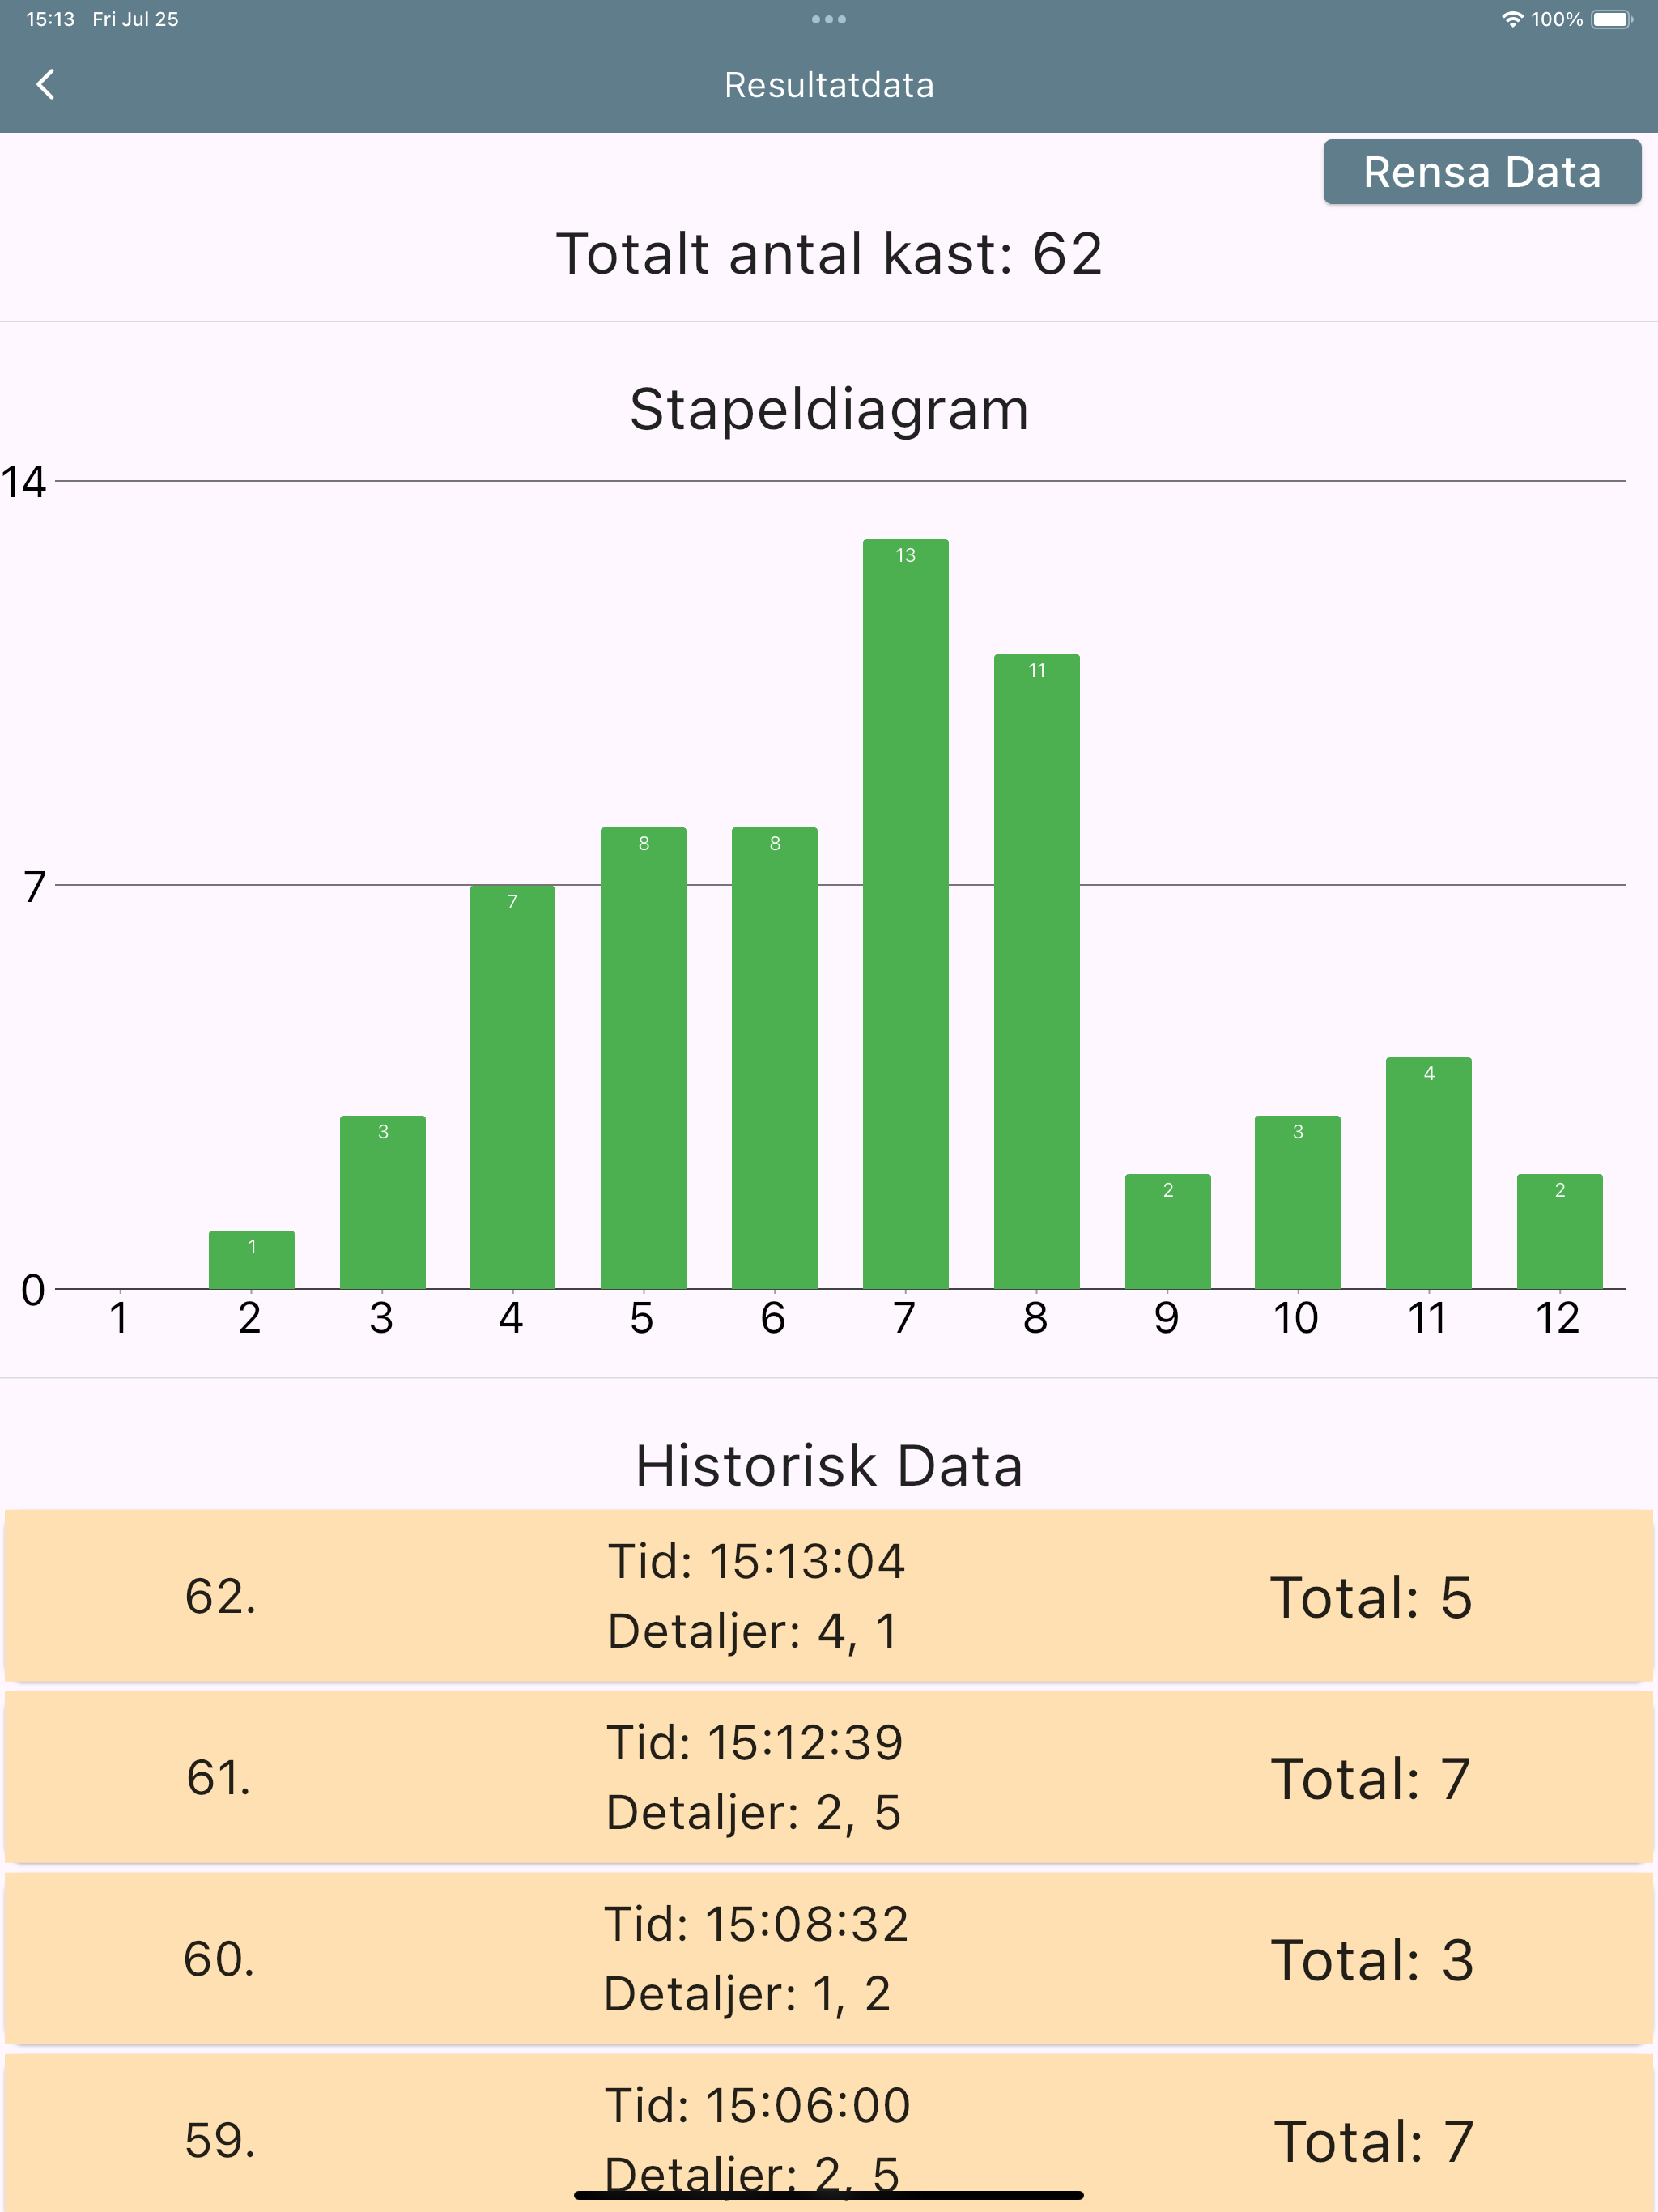 15:13 Fri Jul 25 100%
Resultatdata
Rensa Data
Totalt antal kast: 62
Stapeldiagram
14
13
11
8 8
7
7
4
3 3
2 2
1
0
1 2 3 4 5 6 7 8 9 10 11 12
Historisk Data
62.
Tid: 15:13:04
Detaljer: 4, 1
Total: 5
61.
Tid: 15:12:39
Detaljer: 2, 5
Total: 7
60.
Tid: 15:08:32
Detaljer: 1, 2
Total: 3
59.
Tid: 15:06:00
Detaljer: 2, 5
Total: 7